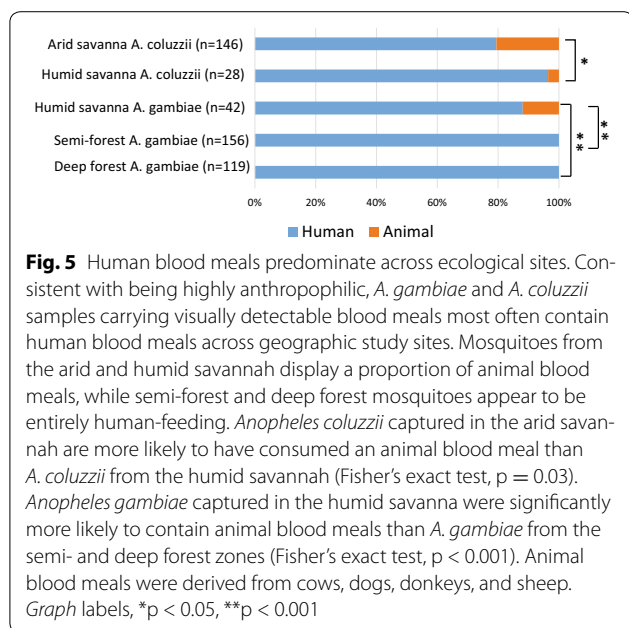 Arid savanna A. coluzzii (n=146)
Humid savanna A. coluzzii (n=28)
Humid savanna A. gambiae (n=42)
Semi-forest A. gambiae (n=156)
Deep forest A. gambiae (n=119)
*
**
**
0% 20% 40% 60% 80% 100%
Human Animal
Fig. 5 Human blood meals predominate across ecological sites. Con-
sistent with being highly anthropophilic, A. gambiae and A. coluzzii
samples carrying visually detectable blood meals most often contain
human blood meals across geographic study sites. Mosquitoes from
the arid and humid savannah display a proportion of animal blood
meals, while semi-forest and deep forest mosquitoes appear to be
entirely human-feeding. Anopheles coluzzii captured in the arid savan-
nah are more likely to have consumed an animal blood meal than
A. coluzzii from the humid savannah (Fisher's exact test, p = 0.03).
Anopheles gambiae captured in the humid savanna were significantly
more likely to contain animal blood meals than A. gambiae from the
semi- and deep forest zones (Fisher's exact test, p < 0.001). Animal
blood meals were derived from cows, dogs, donkeys, and sheep.
Graph labels, *p < 0.05, **p < 0.001